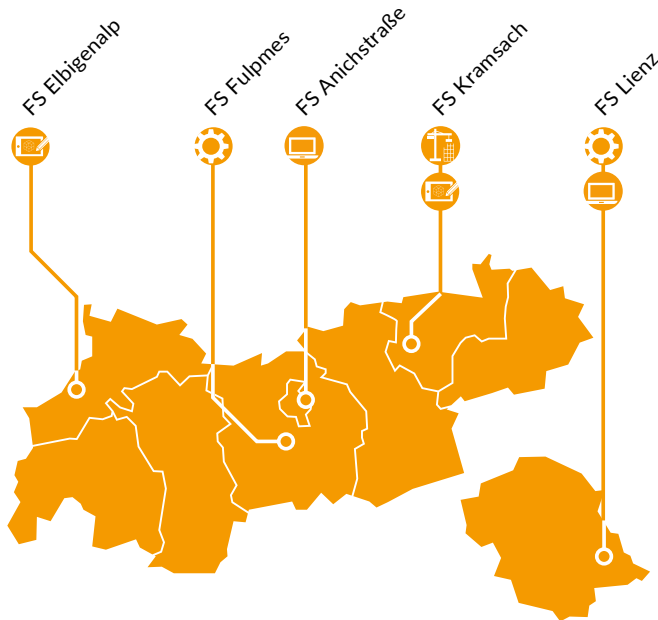 FS Elbigenalp
FS Fulpmes
FS Anichstraße
FS Kramsach
FS Lienz